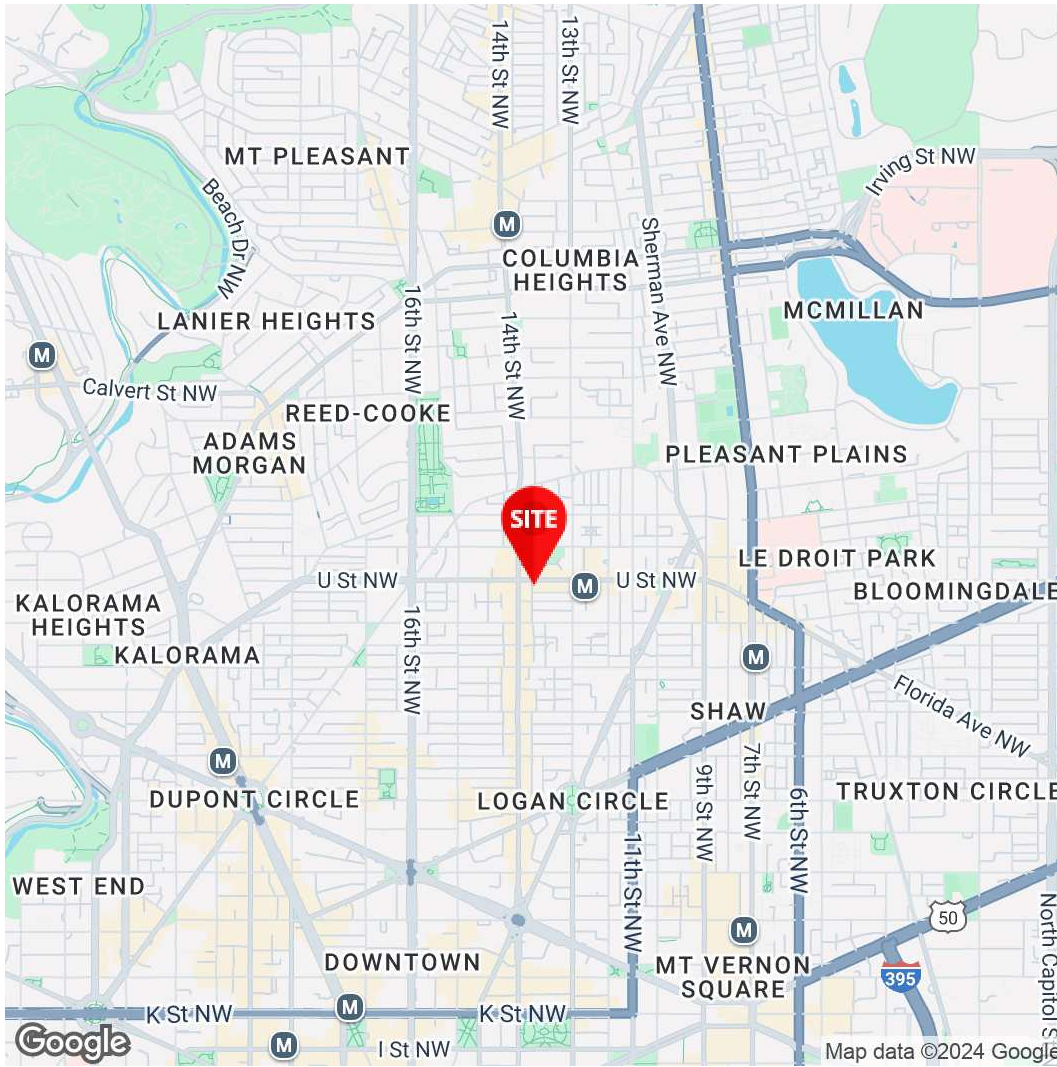 14th St NW
13th St NW
MT PLEASANT
Irving St NW
Beach Dr NW
M
Sherman Ave NW
COLUMBIA
HEIGHTS
16th St NW
MCMILLAN
14th St NW
LANIER HEIGHTS
M
Calvert St NW
REED-COOKE
ADAMS
MORGAN
PLEASANT PLAINS
SITE
LE DROIT PARK
U St NW
M
U St NW
BLOOMINGDALE
KALORAMA
HEIGHTS
16th St NW
KALORAMA
M
Florida Ave NW
SHAW
M
9th St NW
7th St NW
6th St NW
DUPONT CIRCLE
LOGAN CIRCLE
TRUXTON CIRCLE
11th St NW
WEST END
North Capitol S
50
M
DOWNTOWN
MT VERNON
SQUARE
395
M
K St NW
K St NW
M
I St NW
Google
Map data ©2024 Google